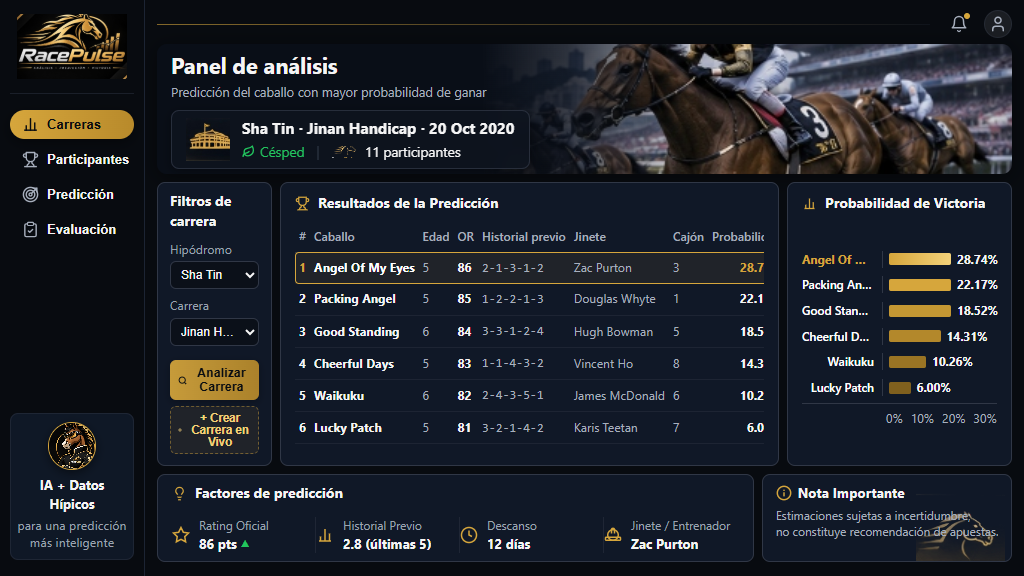 RacePulse
Panel de análisis
Predicción del caballo con mayor probabilidad de ganar
Sha Tin · Jinan Handicap · 20 Oct 2020
Césped | 11 participantes
3
Carreras
Participantes
Predicción
Evaluación
IA + Datos
Hípicos
para una predicción
más inteligente
Filtros de
carrera
Hipódromo
Sha Tin
Carrera
Jinan H...
Analizar
Carrera
+ Crear
Carrera en
Vivo
Resultados de la Predicción
# Caballo Edad OR Historial previo Jinete Cajón Probabilic
1 Angel Of My Eyes 5 86 2-1-3-1-2 Zac Purton 3 28.7
2 Packing Angel 5 85 1-2-2-1-3 Douglas Whyte 1 22.1
3 Good Standing 6 84 3-3-1-2-4 Hugh Bowman 5 18.5
4 Cheerful Days 5 83 1-1-4-3-2 Vincent Ho 8 14.3
5 Waikuku 6 82 2-4-3-5-1 James McDonald 6 10.2
6 Lucky Patch 5 81 3-2-1-4-2 Karis Teetan 7 6.0
Probabilidad de Victoria
Angel Of ... 28.74%
Packing An... 22.17%
Good Stan... 18.52%
Cheerful D... 14.31%
Waikuku 10.26%
Lucky Patch 6.00%
0% 10% 20% 30%
Factores de predicción
Rating Oficial
86 pts ▲
Historial Previo
2.8 (últimas 5)
Descanso
12 días
Jinete / Entrenador
Zac Purton
Nota Importante
Estimaciones sujetas a incertidumbre,
no constituye recomendación de apuestas.